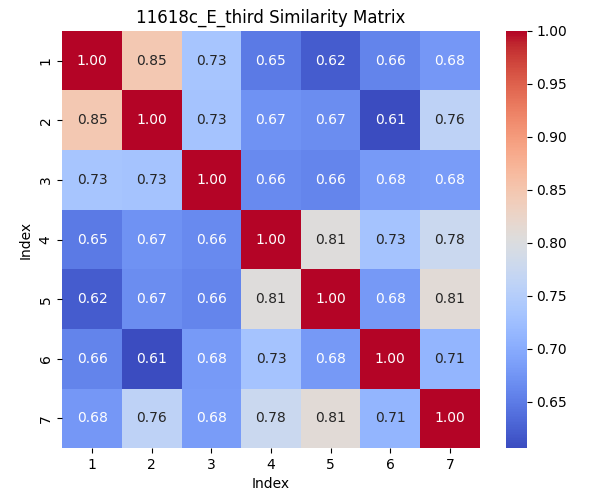 11618c_E_third Similarity Matrix
1 1.00 0.85 0.73 0.65 0.62 0.66 0.68
2 0.85 1.00 0.73 0.67 0.67 0.61 0.76
3 0.73 0.73 1.00 0.66 0.66 0.68 0.68
4 0.65 0.67 0.66 1.00 0.81 0.73 0.78
5 0.62 0.67 0.66 0.81 1.00 0.68 0.81
6 0.66 0.61 0.68 0.73 0.68 1.00 0.71
7 0.68 0.76 0.68 0.78 0.81 0.71 1.00
1 2 3 4 5 6 7
Index
Index
1.00
0.95
0.90
0.85
0.80
0.75
0.70
0.65